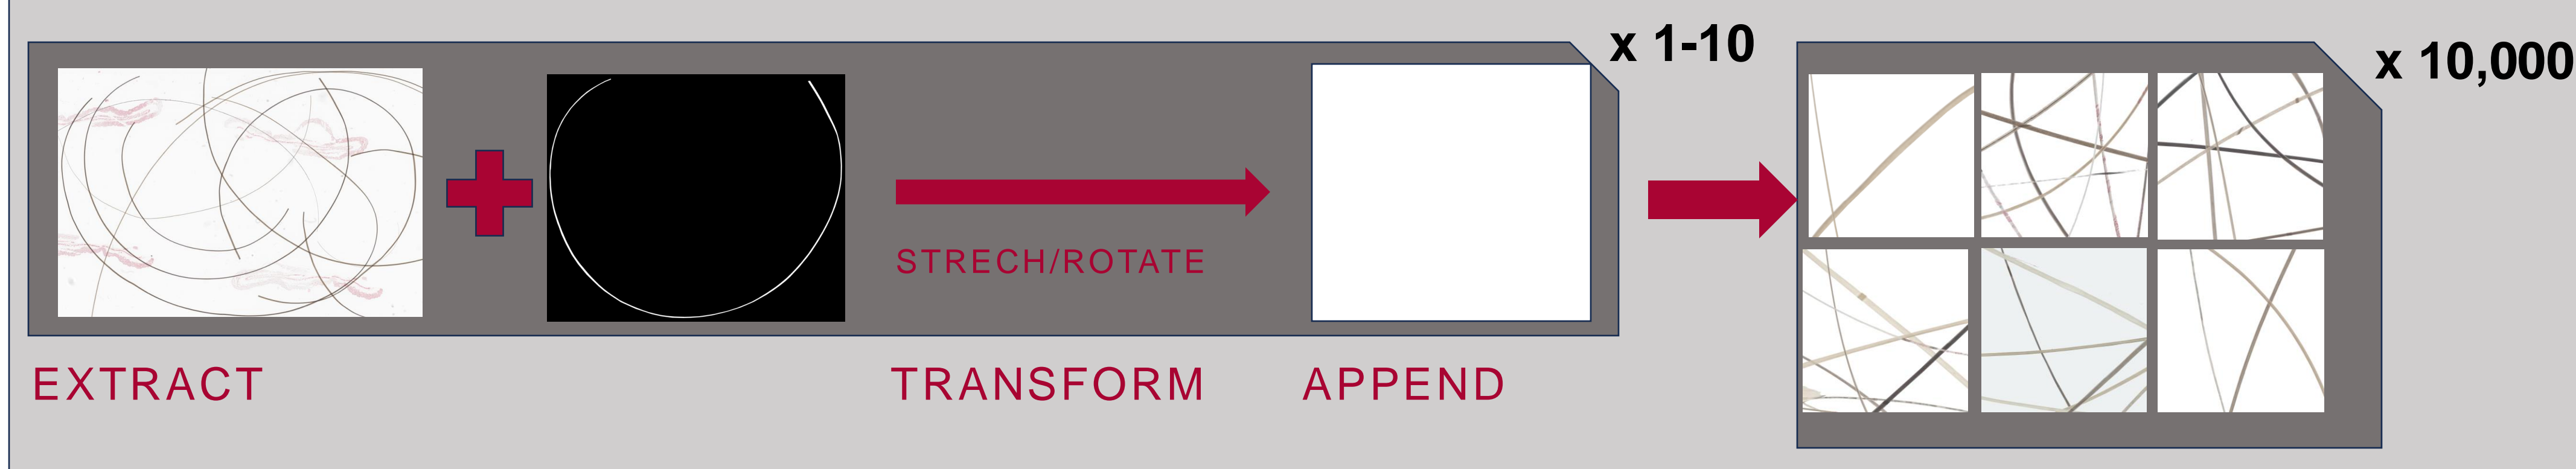 x 1-10
x 10,000
STRECH/ROTATE
EXTRACT
TRANSFORM
APPEND